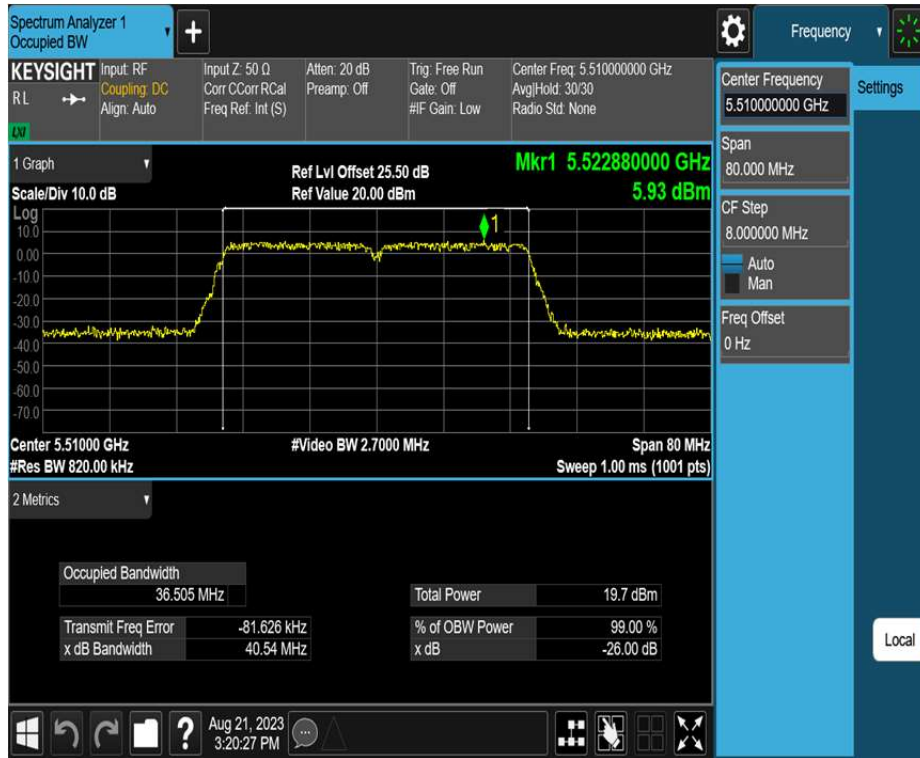 Spectrum Analyzer 1
Occupied BW
+
Frequency
KEYSIGHT
RL
LXI
Input: RF
Coupling: DC
Align: Auto
Input Z: 50 Ω
Corr CCorr RCal
Freq Ref: Int (S)
Atten: 20 dB
Preamp: Off
Trig: Free Run
Gate: Off
#IF Gain: Low
Center Freq: 5.510000000 GHz
Avg|Hold: 30/30
Radio Std: None
Center Frequency
5.510000000 GHz
Settings
Span
80.000 MHz
CF Step
8.000000 MHz
Auto
Man
Freq Offset
0 Hz
Local
1 Graph
Scale/Div 10.0 dB
Ref Lvl Offset 25.50 dB
Ref Value 20.00 dBm
Mkr1 5.522880000 GHz
5.93 dBm
Log
10.0
0.00
-10.0
-20.0
-30.0
-40.0
-50.0
-60.0
-70.0
1
Center 5.51000 GHz
#Video BW 2.7000 MHz
Span 80 MHz
#Res BW 820.00 kHz
Sweep 1.00 ms (1001 pts)
2 Metrics
Occupied Bandwidth
36.505 MHz
Total Power 19.7 dBm
Transmit Freq Error -81.626 kHz
% of OBW Power 99.00 %
x dB Bandwidth 40.54 MHz
x dB -26.00 dB
?
Aug 21, 2023
3:20:27 PM